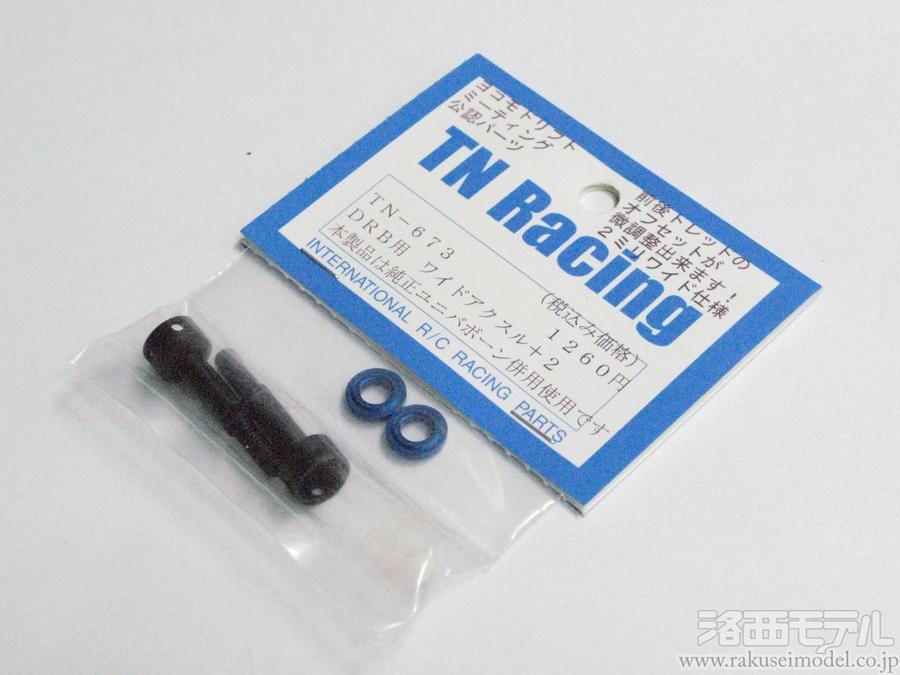 ヨコモドリフト
ミーティング
公認パーツ
TN Racing
前後トレッドの
オフセットが
微調整出来ます！
2ミリワイド仕様
TN-673
(税込み価格)
DRB用 ワイドアクスル+2 1260円
本製品は純正ユニバボーン併用使用です
INTERNATIONAL R/C RACING PARTS
洛西モデル
www.rakuseimodel.co.jp